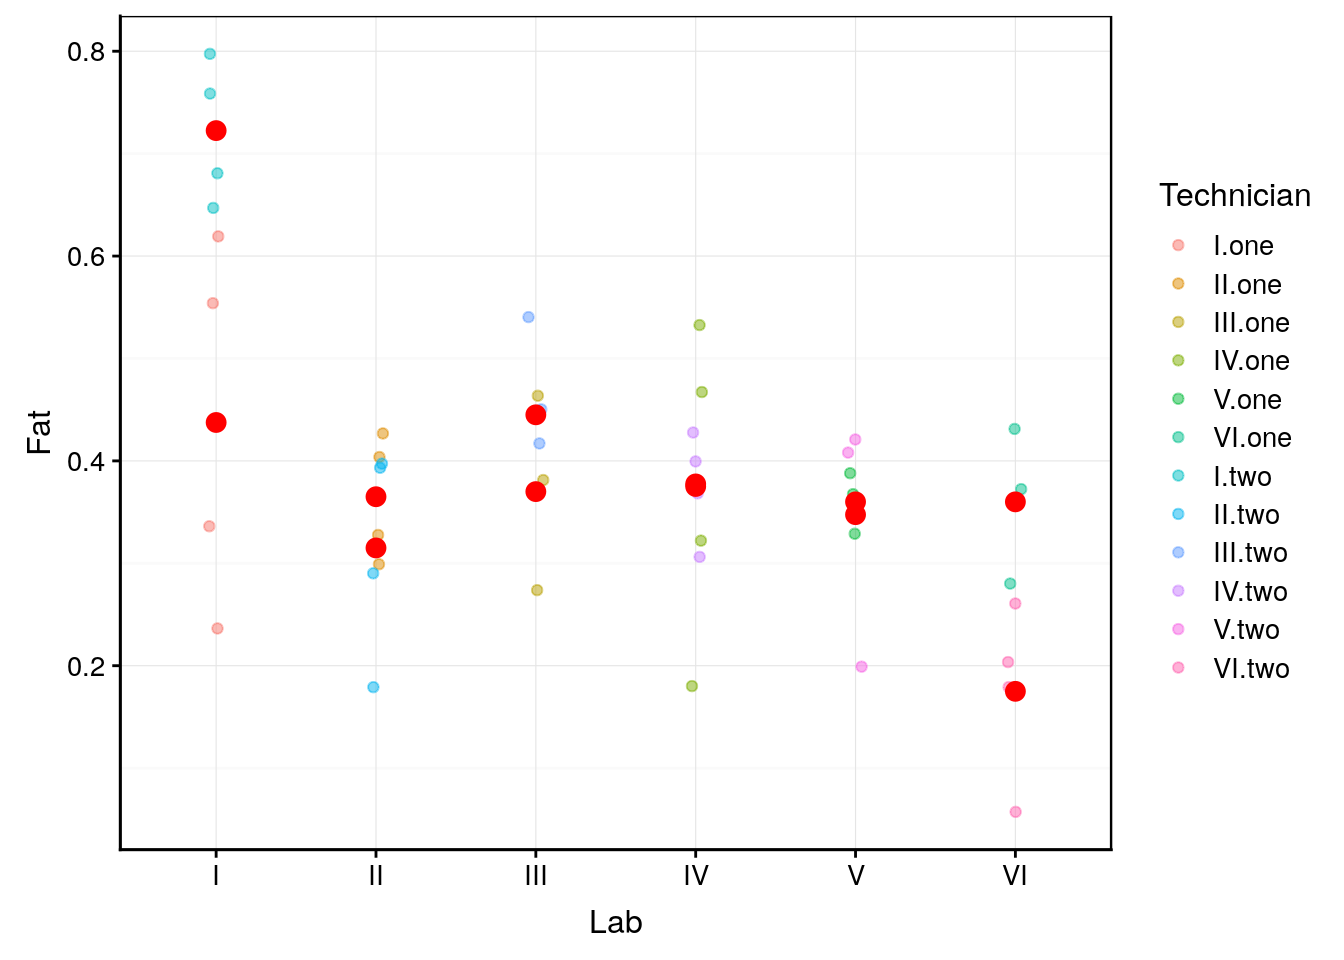 0.8
0.6
0.4
0.2
Fat
I
II
III
IV
V
VI
Lab
Technician
I.one
II.one
III.one
IV.one
V.one
VI.one
I.two
II.two
III.two
IV.two
V.two
VI.two